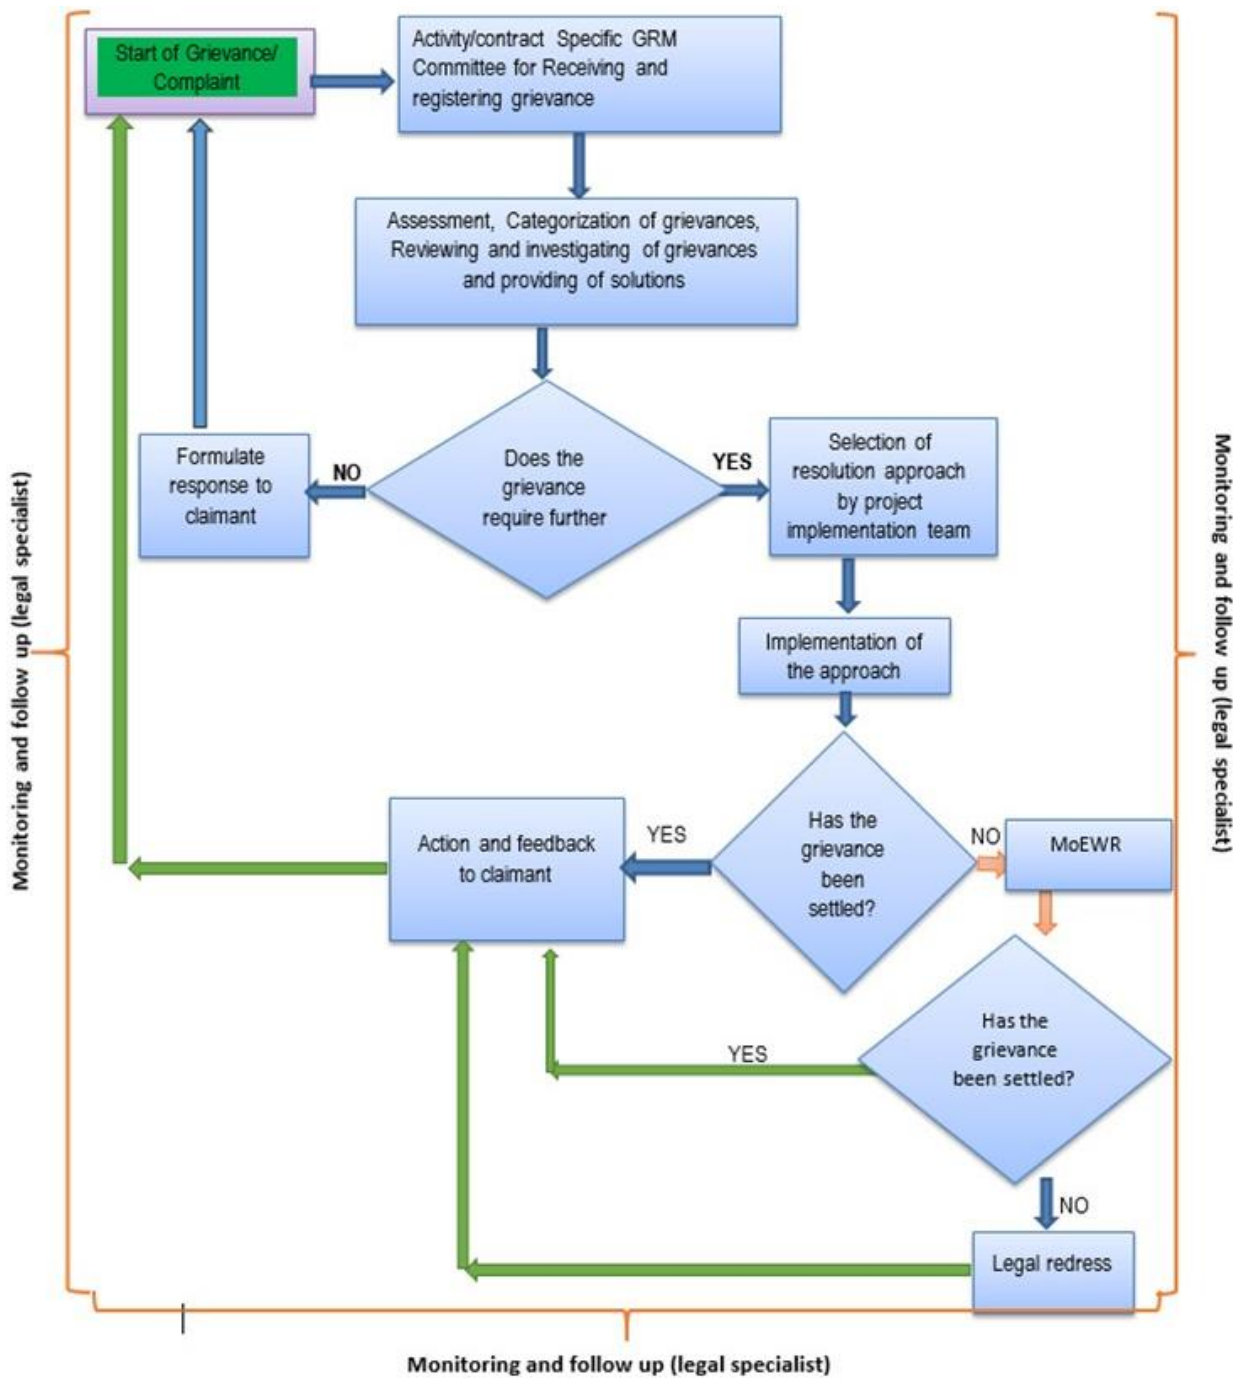 Start of Grievance/
Complaint
Activity/contract Specific GRM
Committee for Receiving and
registering grievance
Assessment, Categorization of grievances,
Reviewing and investigating of grievances
and providing of solutions
Formulate
response to
claimant
NO
Does the
grievance
require further
YES
Selection of
resolution approach
by project
implementation team
Implementation of
the approach
Has the
grievance
been
settled?
YES
Action and feedback
to claimant
NO
MoEWR
Has the
grievance
been settled?
YES
NO
Legal redress
Monitoring and follow up (legal specialist)
Monitoring and follow up (legal specialist)
Monitoring and follow up (legal specialist)